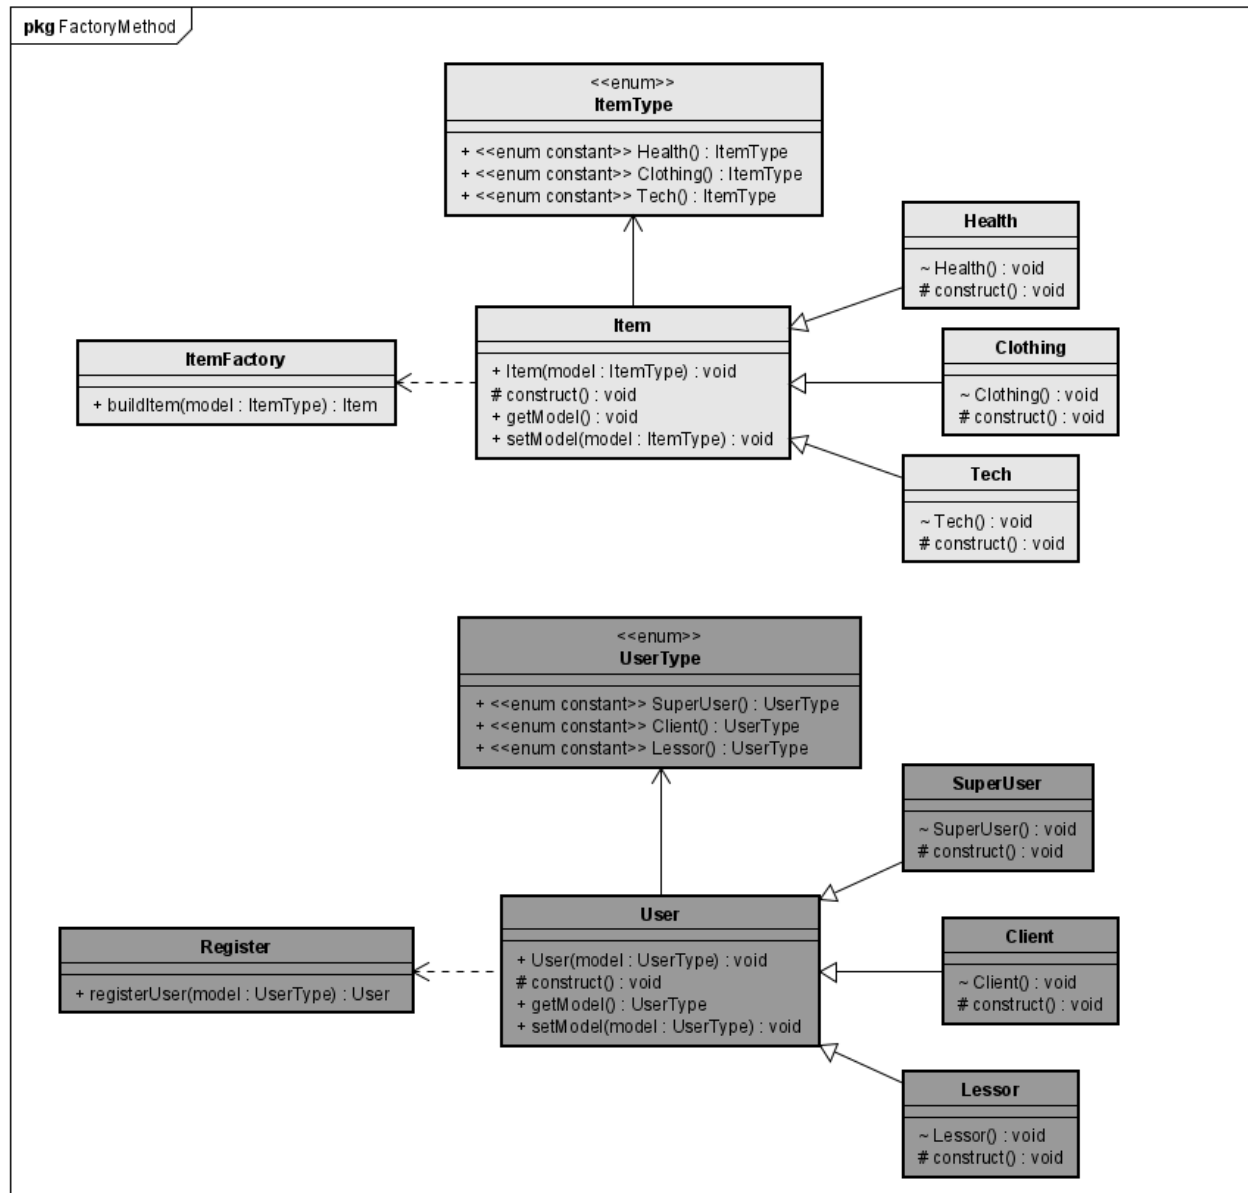 pkg FactoryMethod
<<enum>>
ItemType
+ <<enum constant>> Health() : ItemType
+ <<enum constant>> Clothing() : ItemType
+ <<enum constant>> Tech() : ItemType
Health
~ Health() : void
# construct() : void
Item
+ Item(model : ItemType) : void
# construct() : void
+ getModel() : void
+ setModel(model : ItemType) : void
Clothing
~ Clothing() : void
# construct() : void
ItemFactory
+ buildItem(model : ItemType) : Item
Tech
~ Tech() : void
# construct() : void
<<enum>>
UserType
+ <<enum constant>> SuperUser() : UserType
+ <<enum constant>> Client() : UserType
+ <<enum constant>> Lessor() : UserType
SuperUser
~ SuperUser() : void
# construct() : void
User
+ User(model : UserType) : void
# construct() : void
+ getModel() : UserType
+ setModel(model : UserType) : void
Client
~ Client() : void
# construct() : void
Register
+ registerUser(model : UserType) : User
Lessor
~ Lessor() : void
# construct() : void